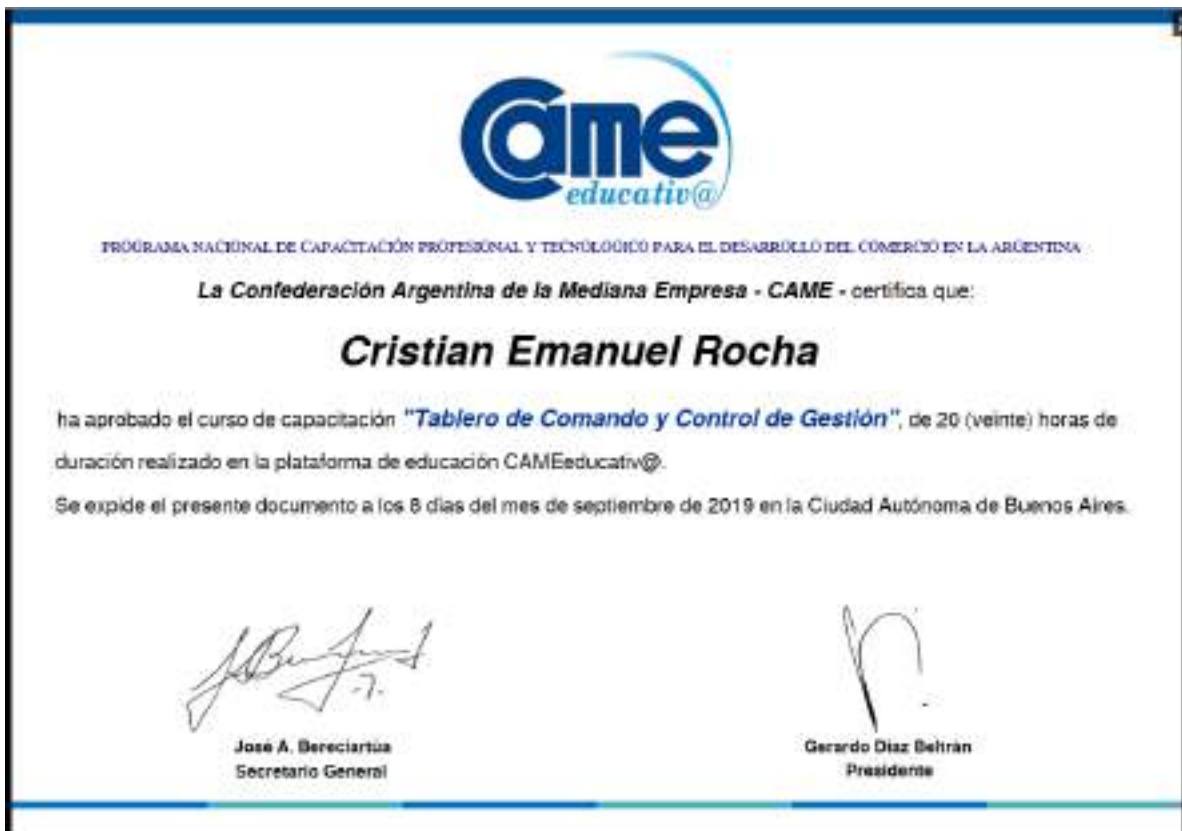 Came
educativ@
PROGRAMA NACIONAL DE CAPACITACIÓN PROFESIONAL Y TECNOLÓGICO PARA EL DESARROLLO DEL COMERCIO EN LA ARGENTINA
La Confederación Argentina de la Mediana Empresa - CAME - certifica que:
Cristian Emanuel Rocha
ha aprobado el curso de capacitación "Tablero de Comando y Control de Gestión", de 20 (veinte) horas de
duración realizado en la plataforma de educación CAMEeducativ@.
Se expide el presente documento a los 8 días del mes de septiembre de 2019 en la Ciudad Autónoma de Buenos Aires.
José A. Bereciartúa
Secretario General
Gerardo Díaz Beltrán
Presidente